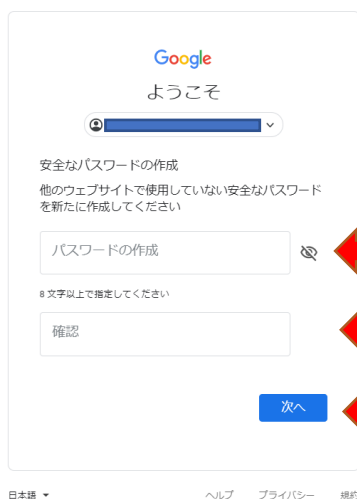 Google
ようこそ
安全なパスワードの作成
他のウェブサイトで使用していない安全なパスワード
を新たに作成してください
パスワードの作成
8 文字以上で指定してください
確認
次へ
日本語 ヘルプ プライバシー 規約